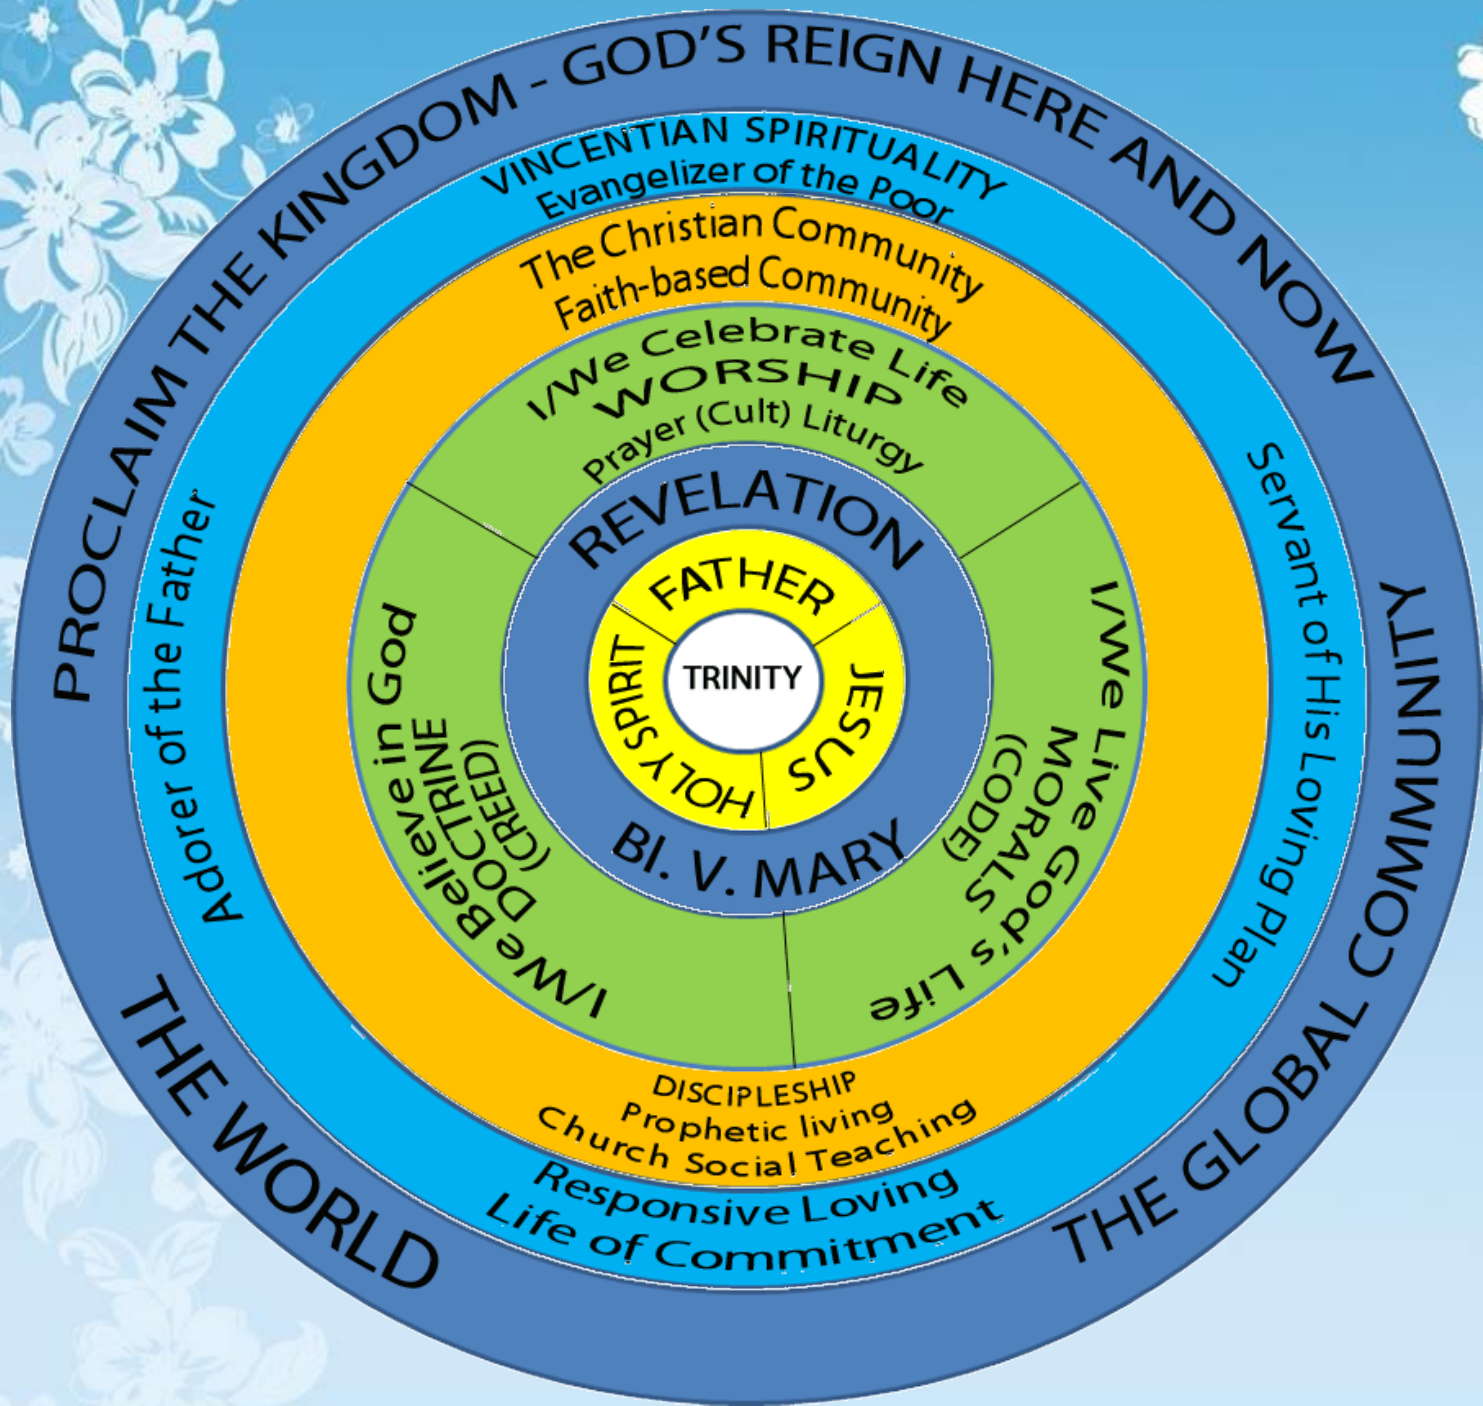 PROCLAIM THE KINGDOM - GOD'S REIGN HERE AND NOW
THE GLOBAL COMMUNITY
THE WORLD
VINCENTIAN SPIRITUALITY
Evangelizer of the Poor
Servant of His Loving Plan
Responsive Loving
Life of Commitment
Adorer of the Father
The Christian Community
Faith-based Community
DISCIPLESHIP
Prophetic living
Church Social Teaching
I/We Celebrate Life
WORSHIP
Prayer (Cult) Liturgy
I/We Live God's Life
MORALS
(CODE)
I/We Believe in God
DOCTRINE
(CREED)
REVELATION
Bl. V. MARY
FATHER
JESUS
HOLY SPIRIT
TRINITY